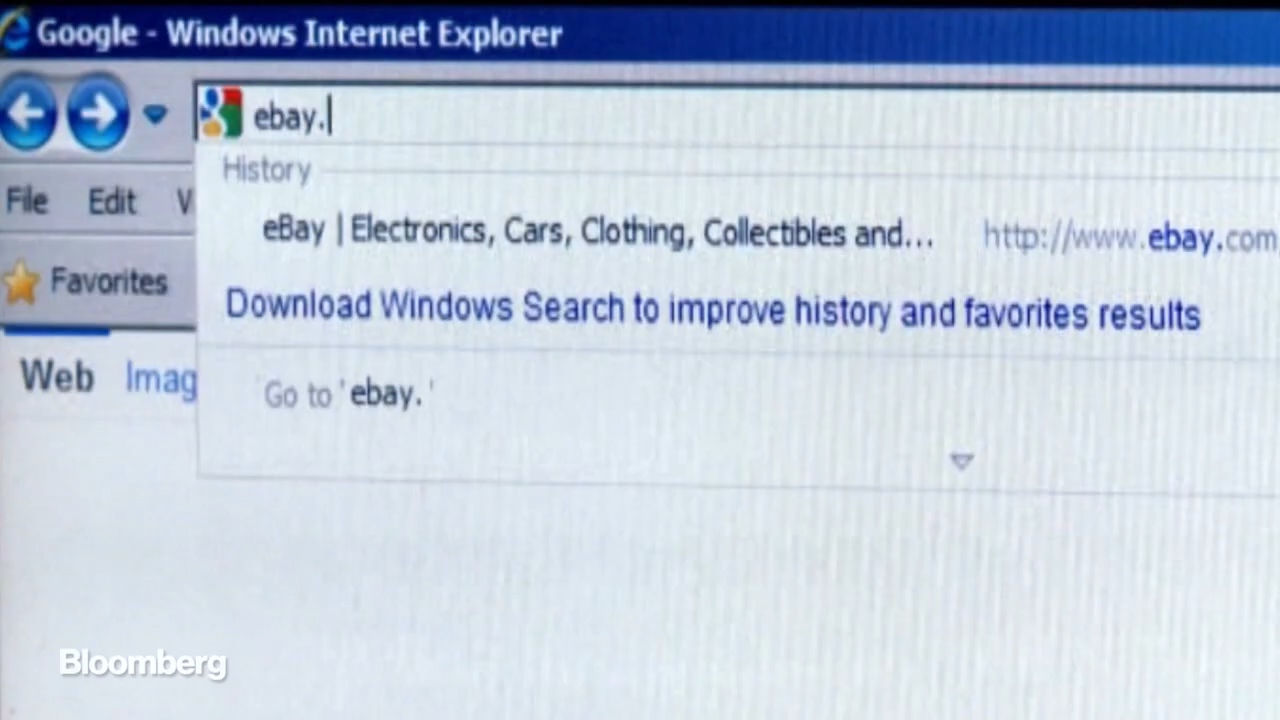 Google - Windows Internet Explorer
ebay.
History
File Edit V
eBay | Electronics, Cars, Clothing, Collectibles and... http://www.ebay.com
Favorites
Download Windows Search to improve history and favorites results
Web Imag
Go to 'ebay.'
Bloomberg